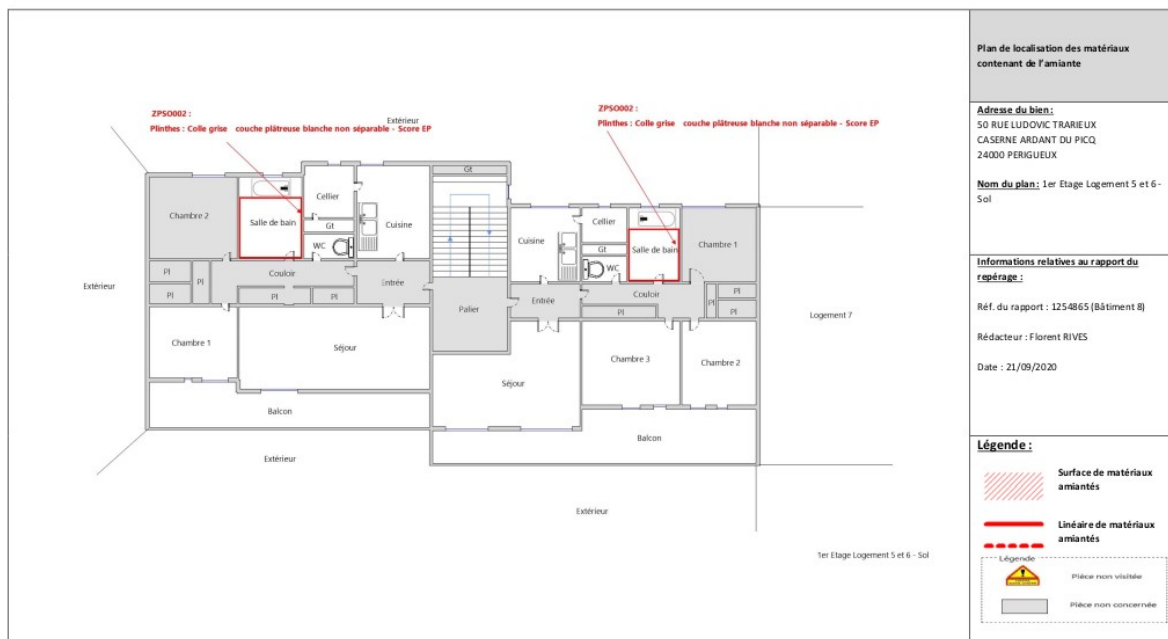 ZPSO002 :
Plinthes : Colle grise couche plâtreuse blanche non séparable - Score EP
ZPSO002 :
Plinthes : Colle grise couche plâtreuse blanche non séparable - Score EP
Extérieur
Gt
Chambre 2
Salle de bain
Cellier
Cuisine
Gt
WC
Cuisine
Cellier
Gt
WC
Salle de bain
Chambre 1
Pl
Pl
Pl
Couloir
Pl
Pl
Entrée
Palier
Entrée
Couloir
Pl
Pl
Pl
Pl
Extérieur
Chambre 1
Séjour
Séjour
Chambre 3
Chambre 2
Logement 7
Balcon
Balcon
Extérieur
Extérieur
1er Etage Logement 5 et 6 - Sol
Plan de localisation des matériaux
contenant de l'amiante
Adresse du bien :
50 RUE LUDOVIC TRARIEUX
CASERNE ARDANT DU PICQ
24000 PERIGUEUX
Nom du plan : 1er Etage Logement 5 et 6 -
Sol
Informations relatives au rapport du
repérage :
Réf. du rapport : 1254865 (Bâtiment 8)
Rédacteur : Florent RIVES
Date : 21/09/2020
Légende :
Surface de matériaux
amiantés
Linéaire de matériaux
amiantés
Légende
Pièce non visitée
Pièce non concernée